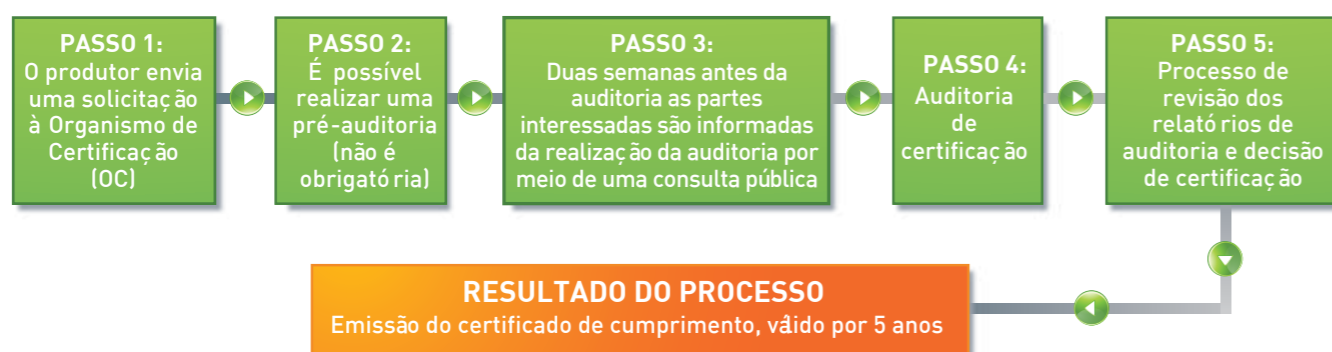 PASSO 1:
O produtor envia
uma solicitação
à Organismo de
Certificação
(OC)
PASSO 2:
É possível
realizar uma
pré-auditoria
(não é
obrigatória)
PASSO 3:
Duas semanas antes da
auditoria as partes
interessadas são informadas
da realização da auditoria por
meio de uma consulta pública
PASSO 4:
Auditoria
de
certificação
PASSO 5:
Processo de
revisão dos
relatórios de
auditoria e decisão
de certificação
RESULTADO DO PROCESSO
Emissão do certificado de cumprimento, válido por 5 anos